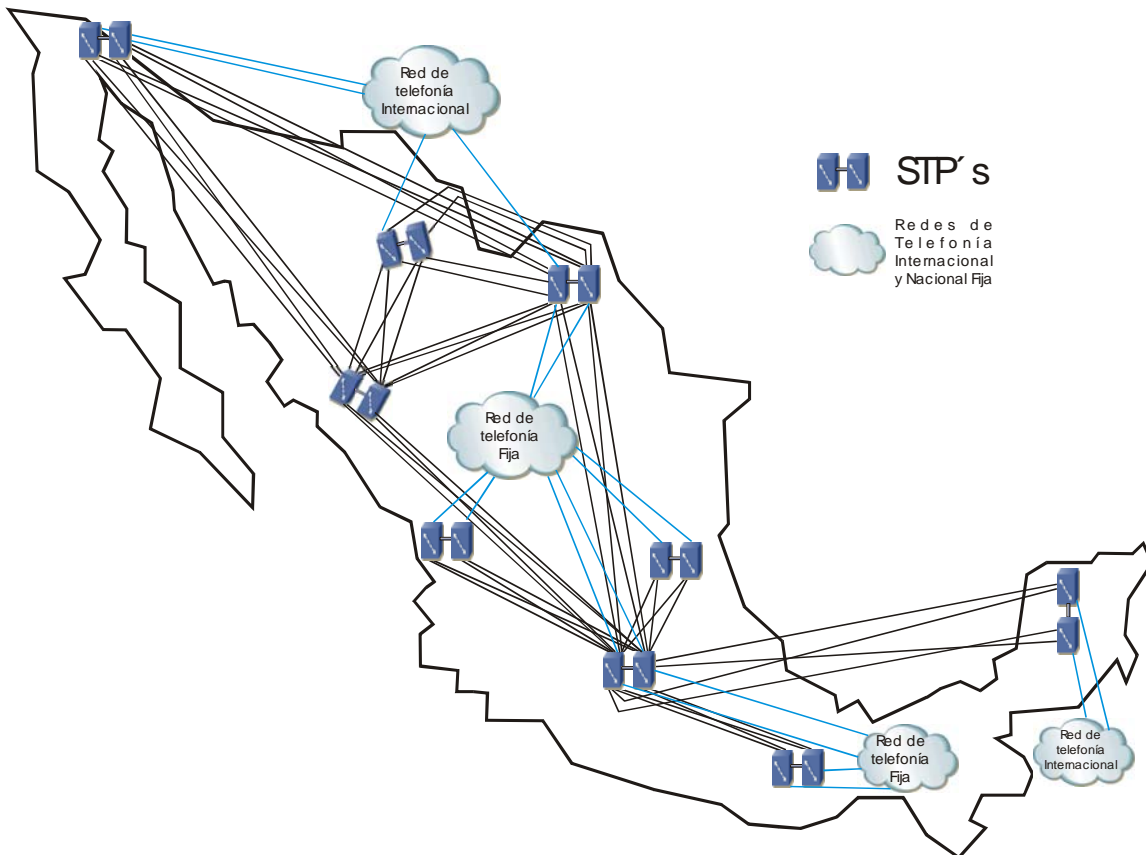 Red de
telefonía
Internacional
STP´s
Redes de
Telefonía
Internacional
y Nacional Fija
Red de
telefonía
Fija
Red de
telefonía
Fija
Red de
telefonía
Internacional